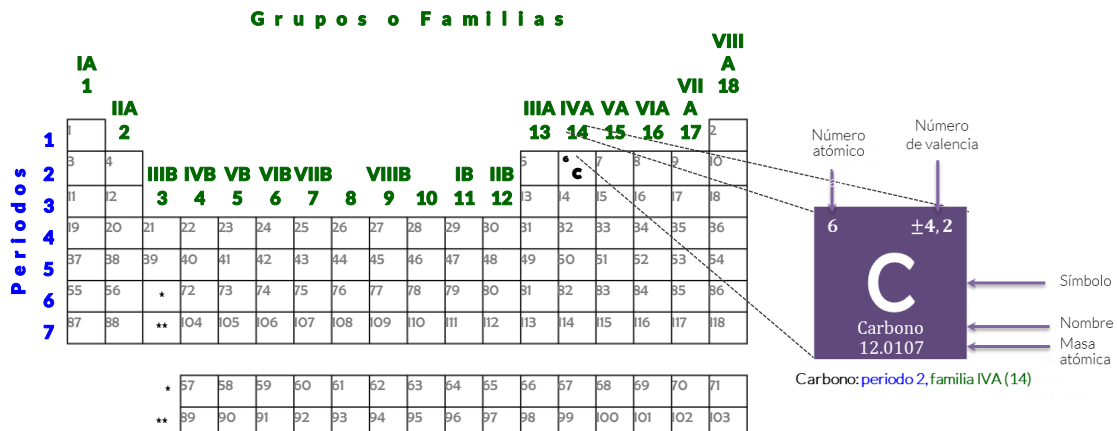 Grupos o Familias
VIII
A
18
IA
1
VII
A
17
IIA
2
IIIA IVA VA VIA
13 14 15 16
Periodos
IIIB IVB VB VIB VIIB VIIIB IB IIB
3 4 5 6 7 8 9 10 11 12
1 1 2
2 3 4 5 6 7 8 9 10
C
3 11 12 13 14 15 16 17 18
4 19 20 21 22 23 24 25 26 27 28 29 30 31 32 33 34 35 36
5 37 38 39 40 41 42 43 44 45 46 47 48 49 50 51 52 53 54
6 55 56 * 72 73 74 75 76 77 78 79 80 81 82 83 84 85 86
7 87 88 ** 104 105 106 107 108 109 110 111 112 113 114 115 116 117 118
* 57 58 59 60 61 62 63 64 65 66 67 68 69 70 71
** 89 90 91 92 93 94 95 96 97 98 99 100 101 102 103
Número
atómico
Número
de valencia
6 ±4, 2
C
Carbono
12.0107
Símbolo
Nombre
Masa
atómica
Carbono: periodo 2, familia IVA (14)